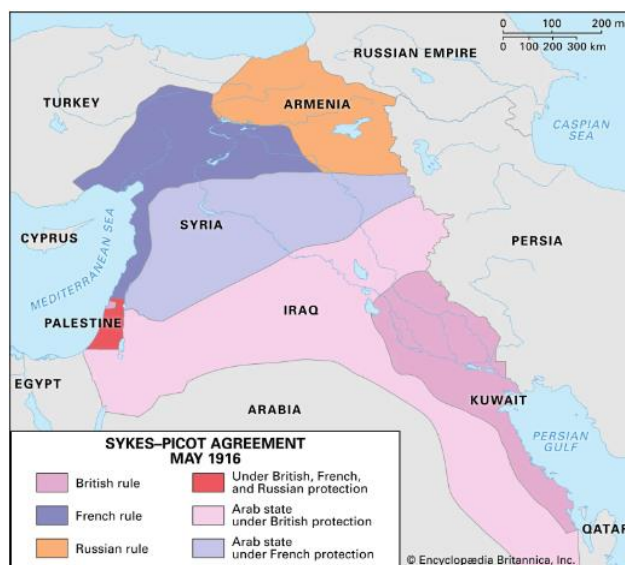 0 100 200 mi
0 100 200 300 km
RUSSIAN EMPIRE
TURKEY
ARMENIA
CASPIAN
SEA
SYRIA
CYPRUS
MEDITERRANEAN SEA
PERSIA
PALESTINE
IRAQ
EGYPT
ARABIA
KUWAIT
PERSIAN
GULF
QATAR
SYKES–PICOT AGREEMENT
MAY 1916
British rule
French rule
Russian rule
Under British, French,
and Russian protection
Arab state
under British protection
Arab state
under French protection
© Encyclopædia Britannica, Inc.